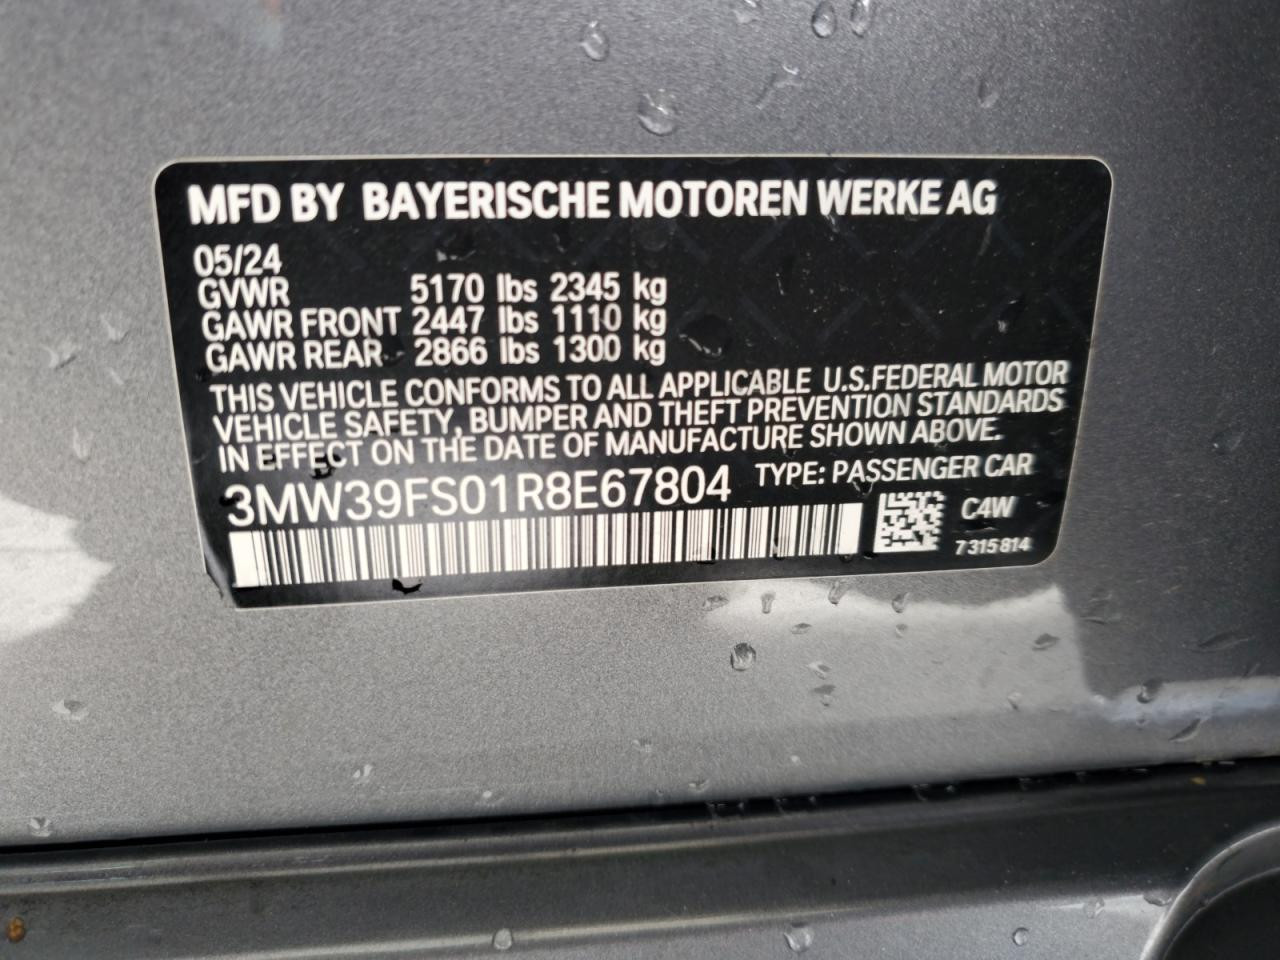 MFD BY BAYERISCHE MOTOREN WERKE AG
05/24
GVWR 5170 lbs 2345 kg
GAWR FRONT 2447 lbs 1110 kg
GAWR REAR 2866 lbs 1300 kg
THIS VEHICLE CONFORMS TO ALL APPLICABLE U.S.FEDERAL MOTOR
VEHICLE SAFETY, BUMPER AND THEFT PREVENTION STANDARDS
IN EFFECT ON THE DATE OF MANUFACTURE SHOWN ABOVE.
3MW39FS01R8E67804 TYPE: PASSENGER CAR
C4W
7315814